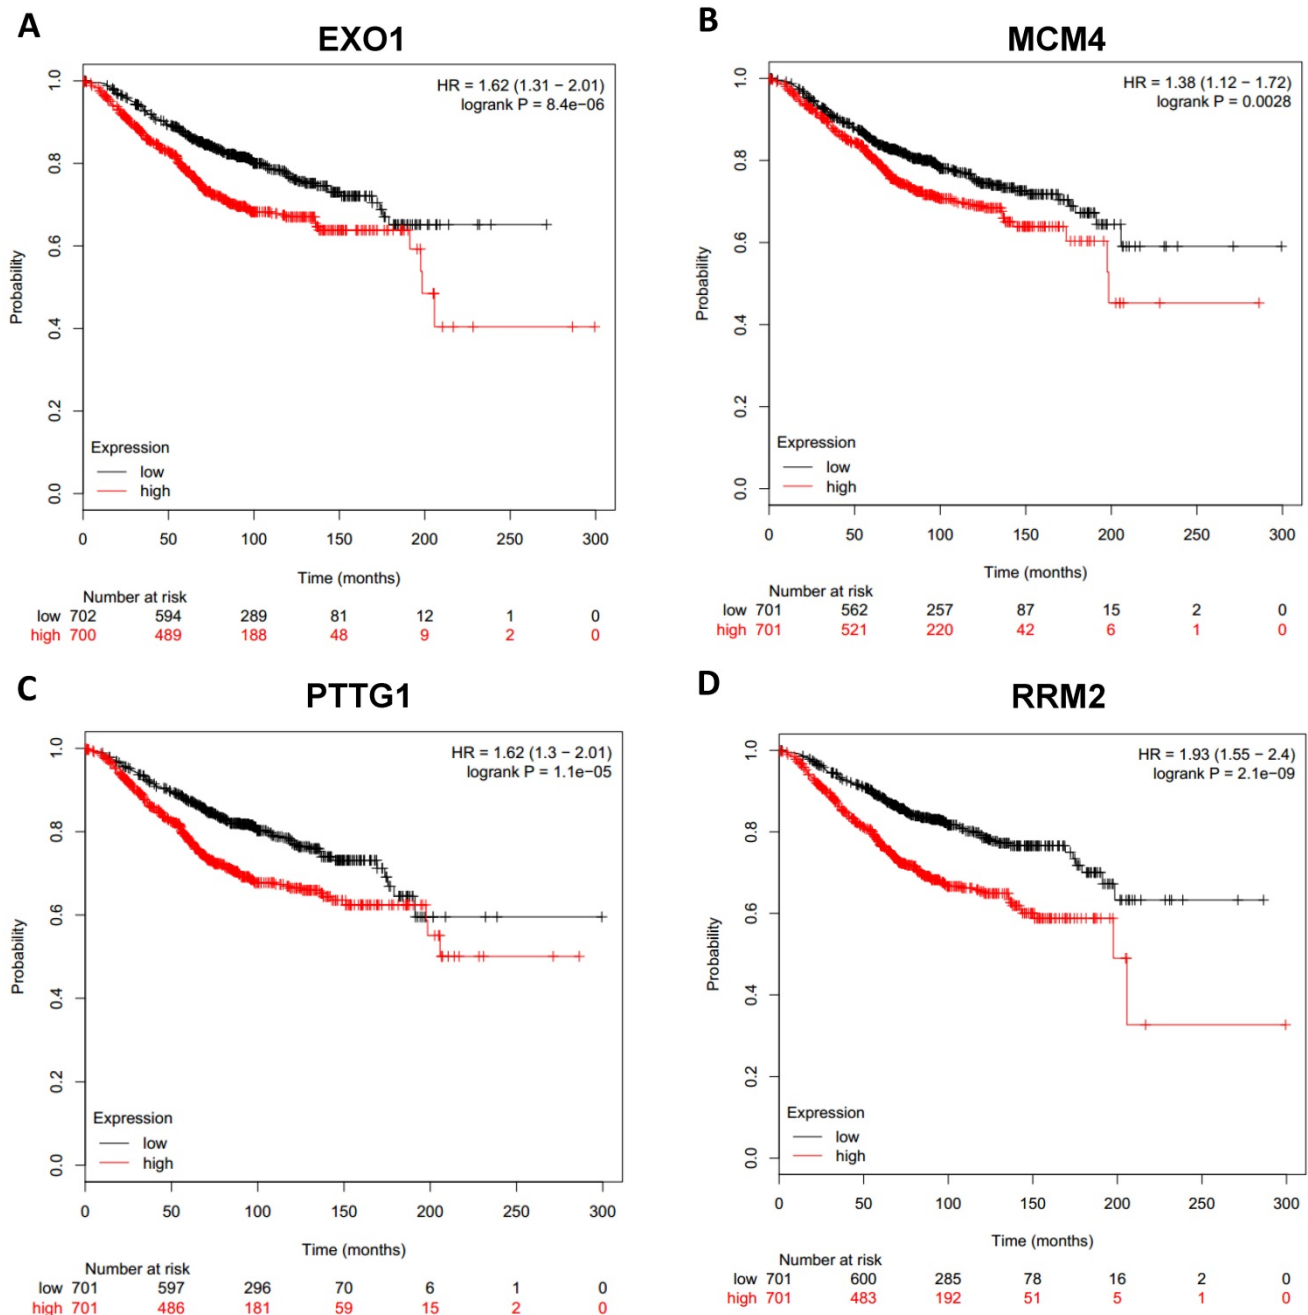 A
EXO1
HR = 1.62 (1.31 − 2.01)
logrank P = 8.4e−06
Probability
1.0
0.8
0.6
0.4
0.2
0.0
Expression
low
high
0 50 100 150 200 250 300
Time (months)
Number at risk
low 702 594 289 81 12 1 0
high 700 489 188 48 9 2 0
B
MCM4
HR = 1.38 (1.12 − 1.72)
logrank P = 0.0028
Probability
1.0
0.8
0.6
0.4
0.2
0.0
Expression
low
high
0 50 100 150 200 250 300
Time (months)
Number at risk
low 701 562 257 87 15 2 0
high 701 521 220 42 6 1 0
C
PTTG1
HR = 1.62 (1.3 − 2.01)
logrank P = 1.1e−05
Probability
1.0
0.8
0.6
0.4
0.2
0.0
Expression
low
high
0 50 100 150 200 250 300
Time (months)
Number at risk
low 701 597 296 70 6 1 0
high 701 486 181 59 15 2 0
D
RRM2
HR = 1.93 (1.55 − 2.4)
logrank P = 2.1e−09
Probability
1.0
0.8
0.6
0.4
0.2
0.0
Expression
low
high
0 50 100 150 200 250 300
Time (months)
Number at risk
low 701 600 285 78 16 2 0
high 701 483 192 51 5 1 0